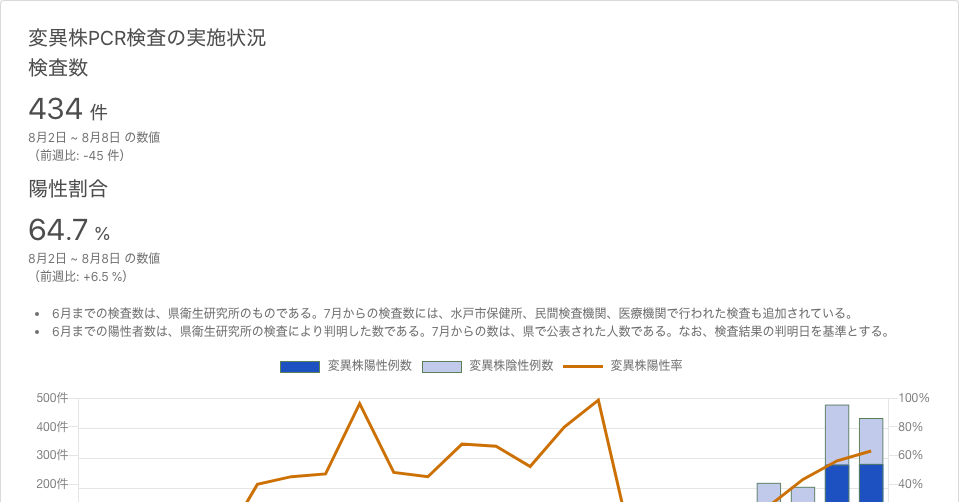 変異株PCR検査の実施状況
検査数
434 件
8月2日 ~ 8月8日 の数値
（前週比: -45 件）
陽性割合
64.7 %
8月2日 ~ 8月8日 の数値
（前週比: +6.5 %）
• 6月までの検査数は、県衛生研究所のものである。7月からの検査数には、水戸市保健所、民間検査機関、医療機関で行われた検査も追加されている。
• 6月までの陽性者数は、県衛生研究所の検査により判明した数である。7月からの数は、県で公表された人数である。なお、検査結果の判明日を基準とする。
変異株陽性例数 変異株陰性例数 変異株陽性率
500件 100%
400件 80%
300件 60%
200件 40%